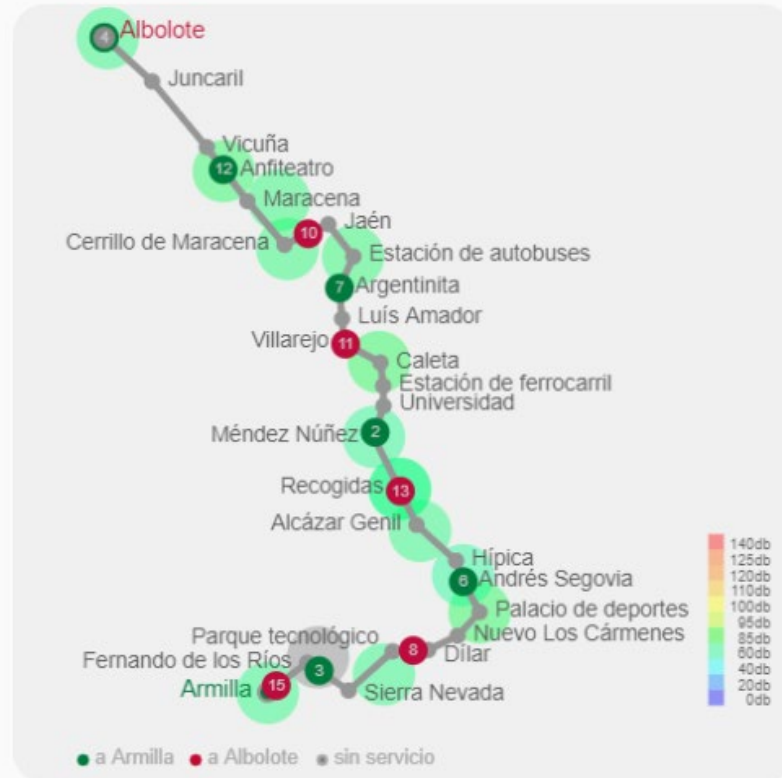 4 Albolote
Juncaril
Vicuña
12 Anfiteatro
Maracena
Jaén
Cerrillo de Maracena 10
Estación de autobuses
7 Argentinita
Luís Amador
Villarejo 11
Caleta
Estación de ferrocarril
Universidad
Méndez Núñez 2
Recogidas 13
Alcázar Genil
Hípica
6 Andrés Segovia
Palacio de deportes
Nuevo Los Cármenes
Parque tecnológico
8 Dílar
Fernando de los Ríos 3
Armilla 15
Sierra Nevada
140db
125db
120db
110db
100db
95db
85db
60db
40db
20db
0db
a Armilla a Albolote sin servicio